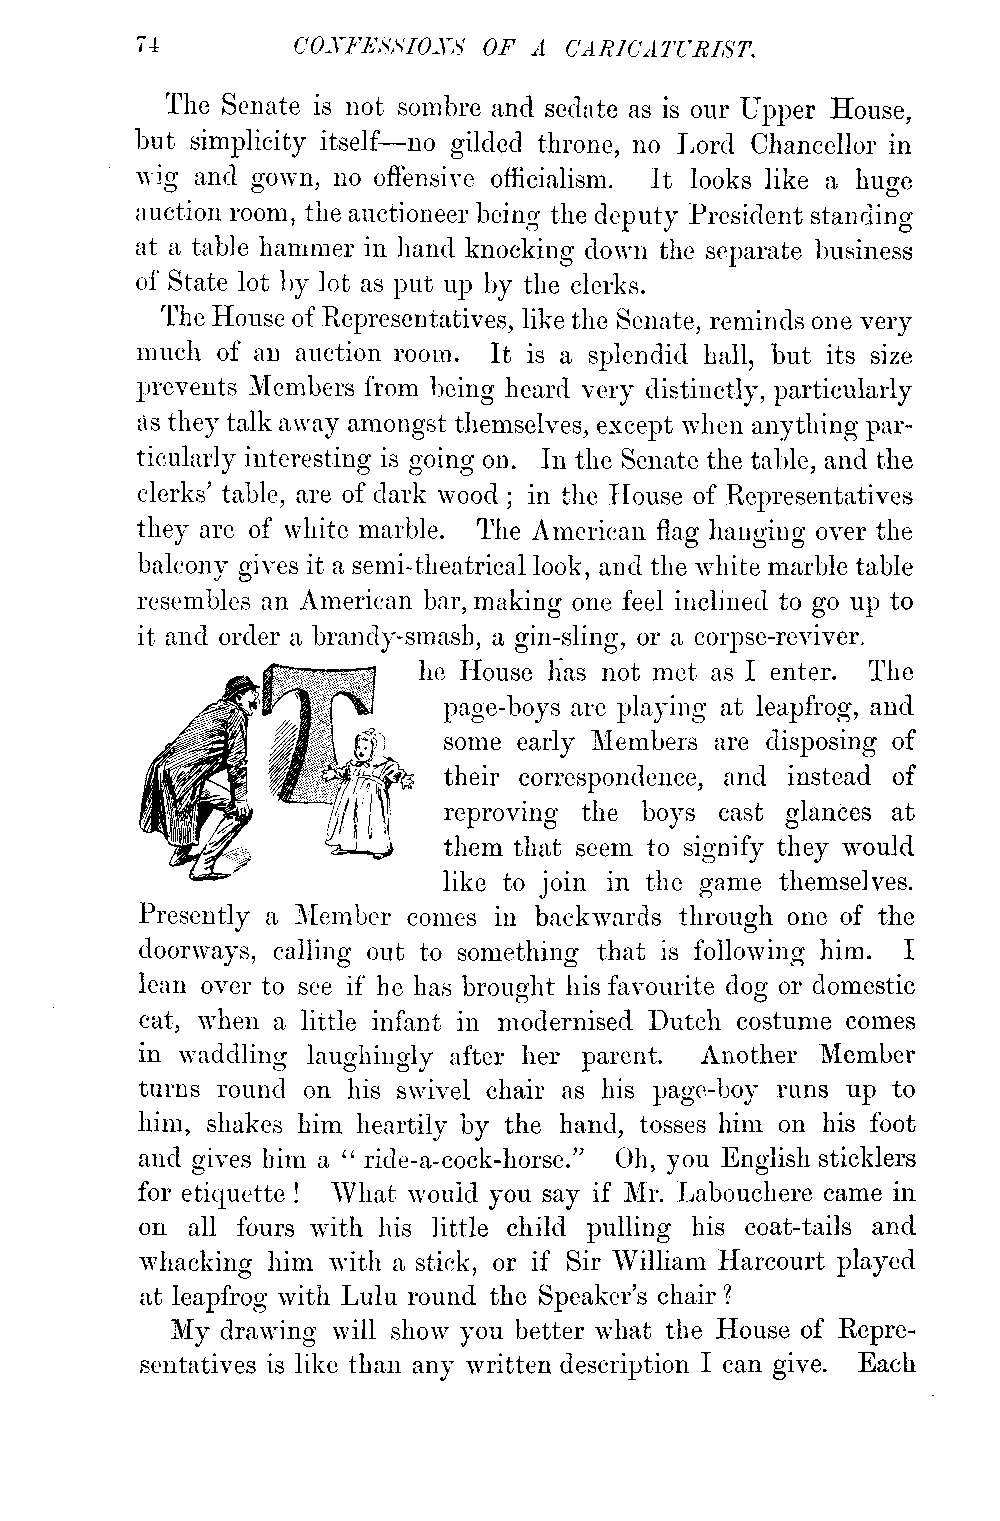 74 CONFESSIONS OF A CARICATURIST.
The Senate is not sombre and sedate as is our Upper House,
but simplicity itself—no gilded throne, no Lord Chancellor in
wig and gown, no offensive officialism. It looks like a huge
auction room, the auctioneer being the deputy President standing
at a table hammer in hand knocking down the separate business
of State lot by lot as put up by the clerks.
The House of Representatives, like the Senate, reminds one very
much of an auction room. It is a splendid hall, but its size
prevents Members from being heard very distinctly, particularly
as they talk away amongst themselves, except when anything par-
ticularly interesting is going on. In the Senate the table, and the
clerks' table, are of dark wood; in the House of Representatives
they are of white marble. The American flag hanging over the
balcony gives it a semi-theatrical look, and the white marble table
resembles an American bar, making one feel inclined to go up to
it and order a brandy-smash, a gin-sling, or a corpse-reviver.
The House has not met as I enter. The
page-boys are playing at leapfrog, and
some early Members are disposing of
their correspondence, and instead of
reproving the boys cast glances at
them that seem to signify they would
like to join in the game themselves.
Presently a Member comes in backwards through one of the
doorways, calling out to something that is following him. I
lean over to see if he has brought his favourite dog or domestic
cat, when a little infant in modernised Dutch costume comes
in waddling laughingly after her parent. Another Member
turns round on his swivel chair as his page-boy runs up to
him, shakes him heartily by the hand, tosses him on his foot
and gives him a "ride-a-cock-horse." Oh, you English sticklers
for etiquette! What would you say if Mr. Labouchere came in
on all fours with his little child pulling his coat-tails and
whacking him with a stick, or if Sir William Harcourt played
at leapfrog with Lulu round the Speaker's chair?
My drawing will show you better what the House of Repre-
sentatives is like than any written description I can give. Each